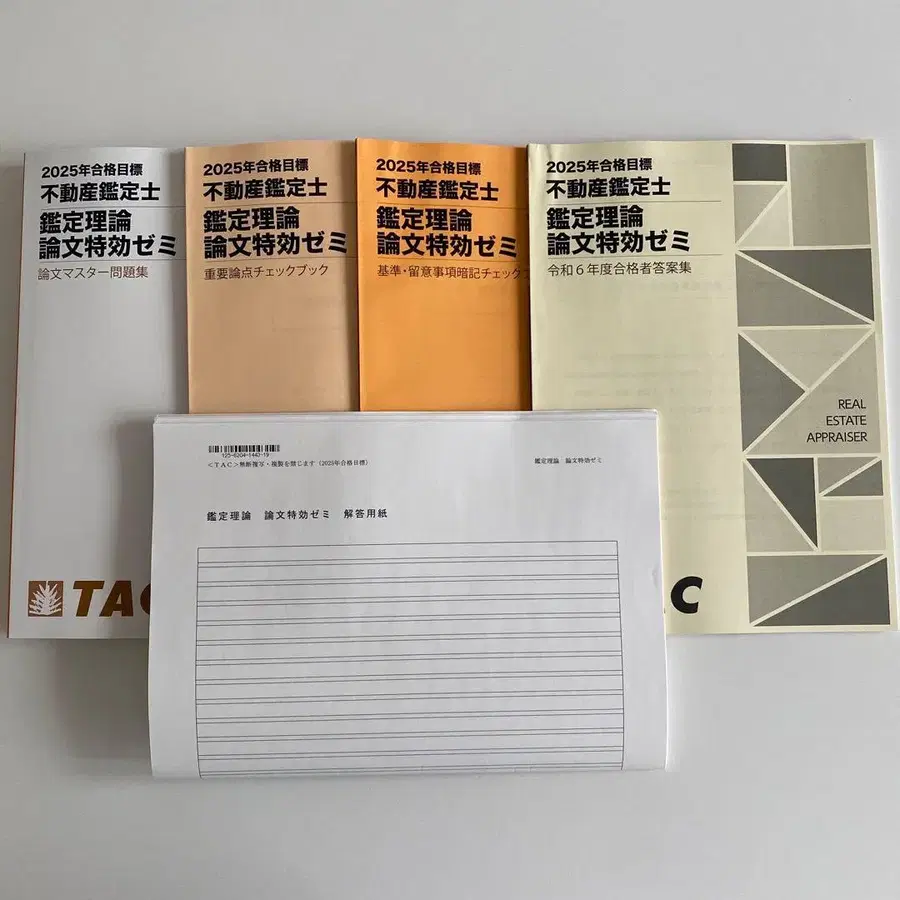 2025年合格目標
不動産鑑定士
鑑定理論
論文特効ゼミ
論文マスター問題集
TAC
2025年合格目標
不動産鑑定士
鑑定理論
論文特効ゼミ
重要論点チェックブック
2025年合格目標
不動産鑑定士
鑑定理論
論文特効ゼミ
基準・留意事項暗記チェック
2025年合格目標
不動産鑑定士
鑑定理論
論文特効ゼミ
令和6年度合格者答案集
REAL
ESTATE
APPRAISER
AC
<TAC>無断複写・複製を禁じます（2025年合格目標）
鑑定理論 論文特効ゼミ
鑑定理論 論文特効ゼミ 解答用紙